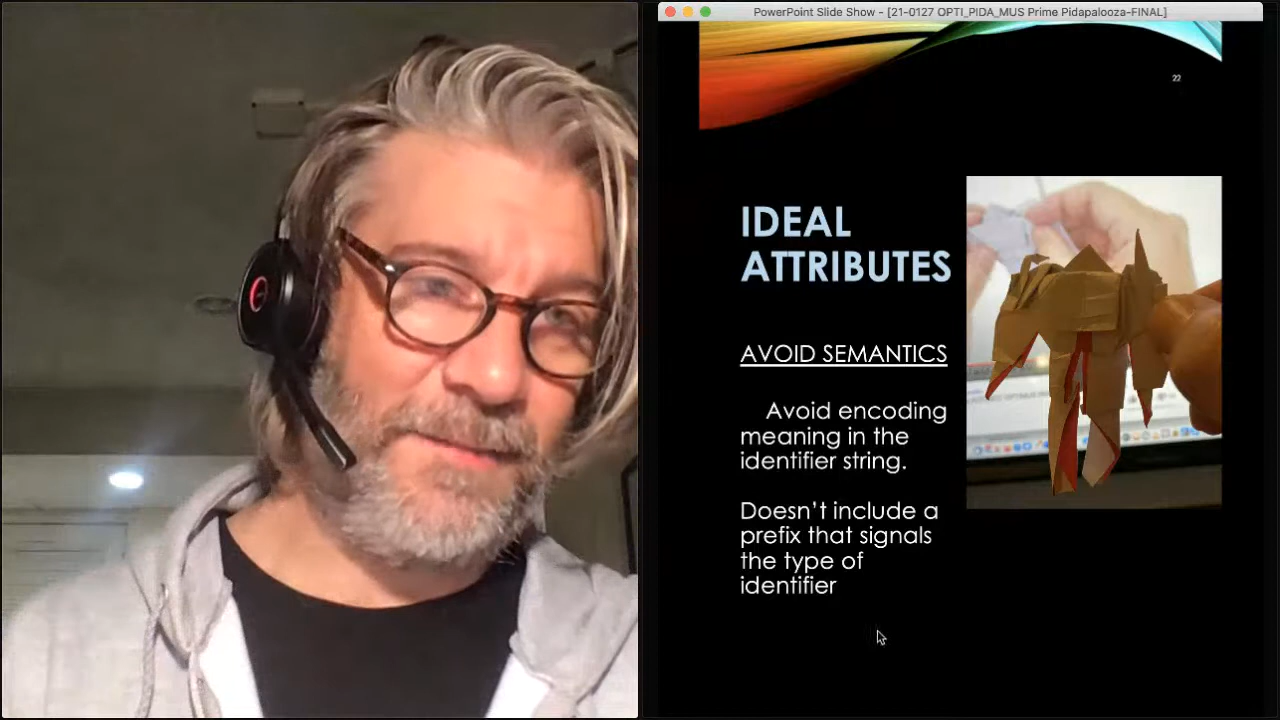 PowerPoint Slide Show - [21-0127 OPTI_PIDA_MUS Prime Pidapalooza-FINAL]
22
IDEAL
ATTRIBUTES
AVOID SEMANTICS
Avoid encoding
meaning in the
identifier string.
Doesn’t include a
prefix that signals
the type of
identifier